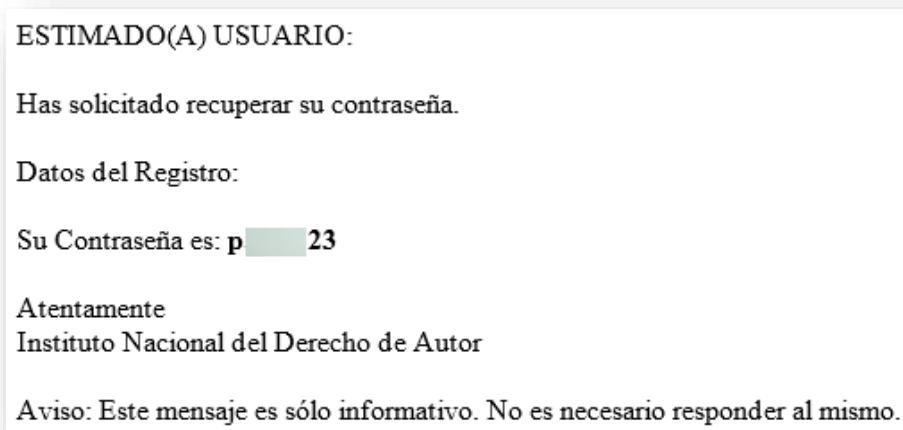 ESTIMADO(A) USUARIO:
Has solicitado recuperar su contraseña.
Datos del Registro:
Su Contraseña es: p 23
Atentamente
Instituto Nacional del Derecho de Autor
Aviso: Este mensaje es sólo informativo. No es necesario responder al mismo.